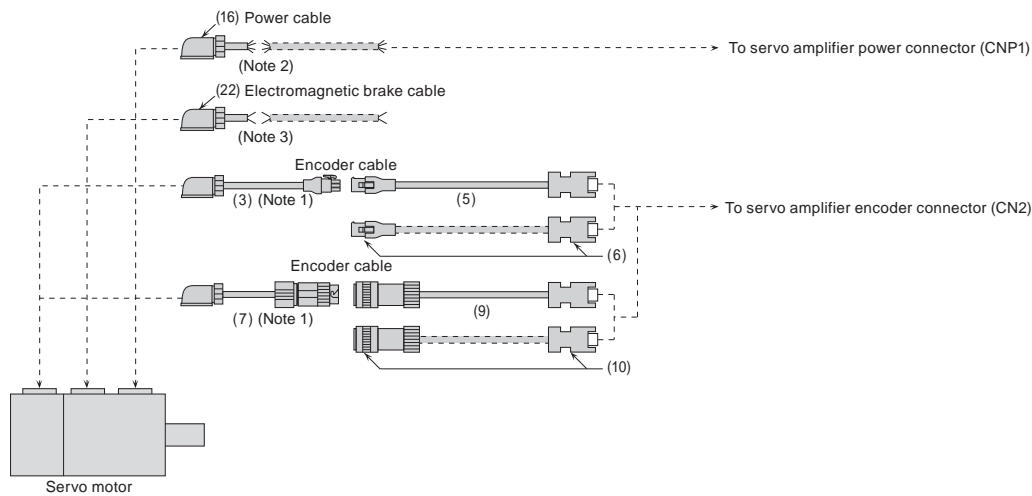 (16) Power cable
To servo amplifier power connector (CNP1)
(Note 2)
(22) Electromagnetic brake cable
(Note 3)
Encoder cable
(3) (Note 1)
(5)
To servo amplifier encoder connector (CN2)
(6)
Encoder cable
(7) (Note 1)
(9)
(10)
Servo motor